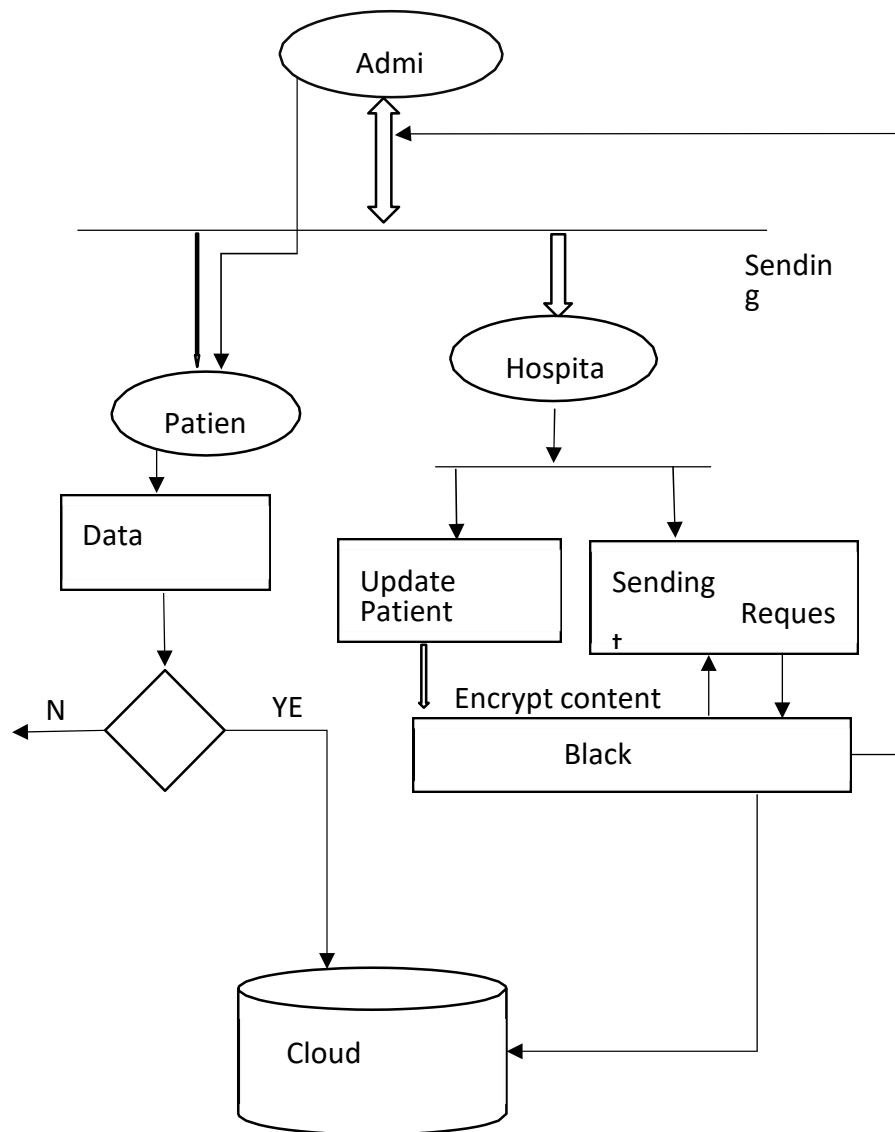 Admi
Sendin
g
Hospita
Patien
Data
Update
Patient
Sending
Reques
t
N
YE
Encrypt content
Black
Cloud